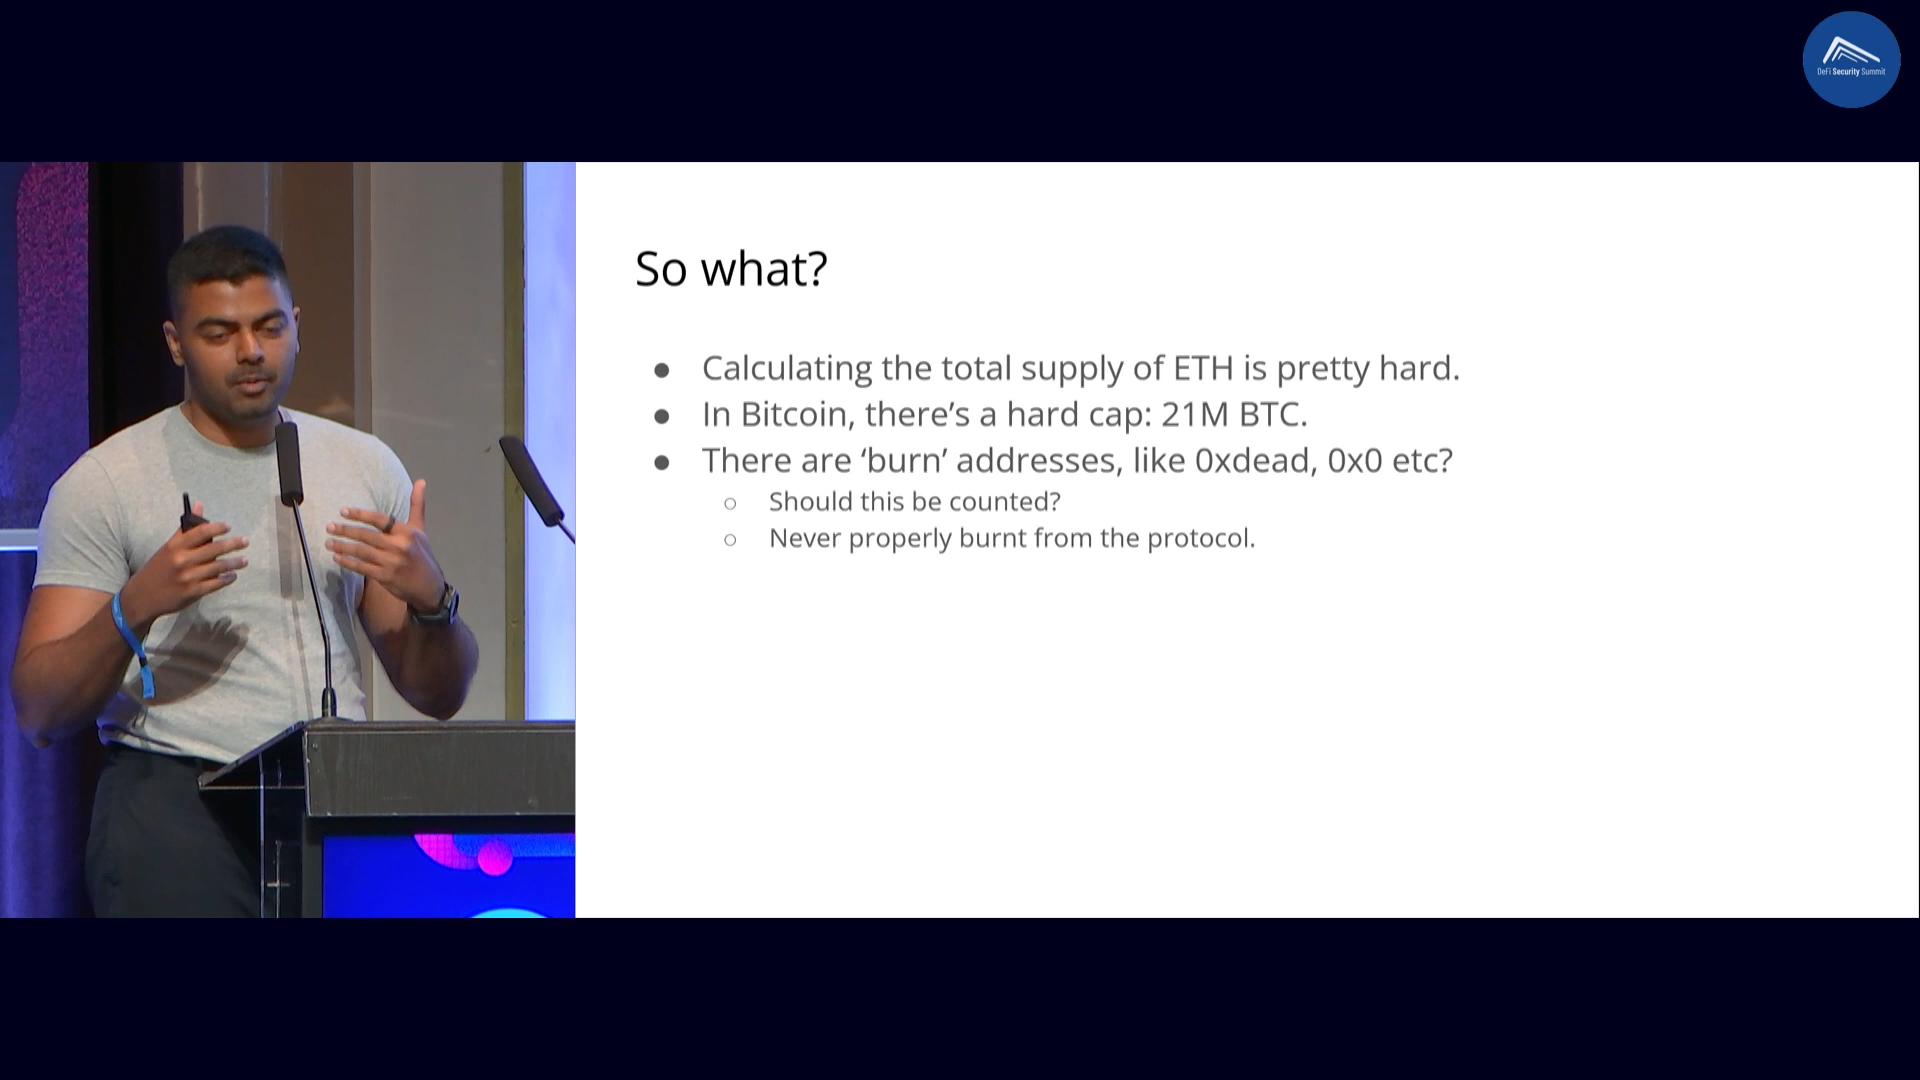 DeFi Security Summit
So what?
● Calculating the total supply of ETH is pretty hard.
● In Bitcoin, there’s a hard cap: 21M BTC.
● There are ‘burn’ addresses, like 0xdead, 0x0 etc?
○ Should this be counted?
○ Never properly burnt from the protocol.